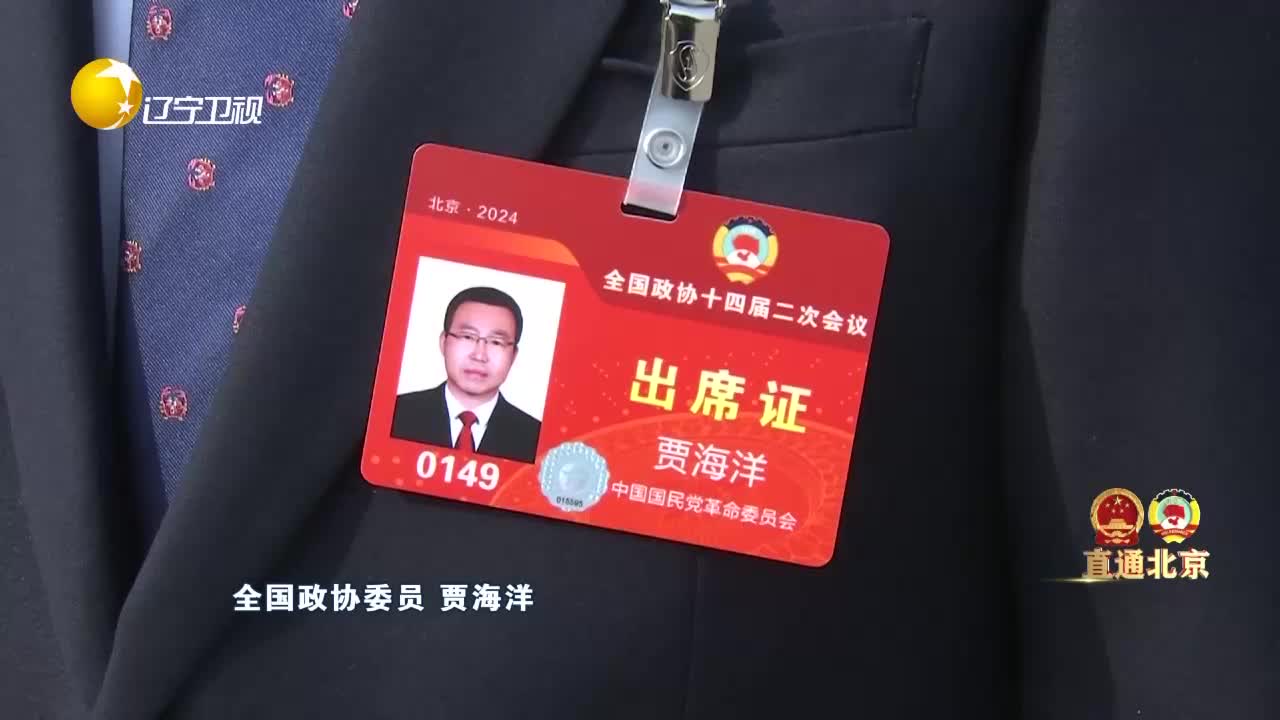 辽宁卫视
北京·2024
全国政协十四届二次会议
出席证
贾海洋
中国国民党革命委员会
0149
015595
直通北京
全国政协委员 贾海洋